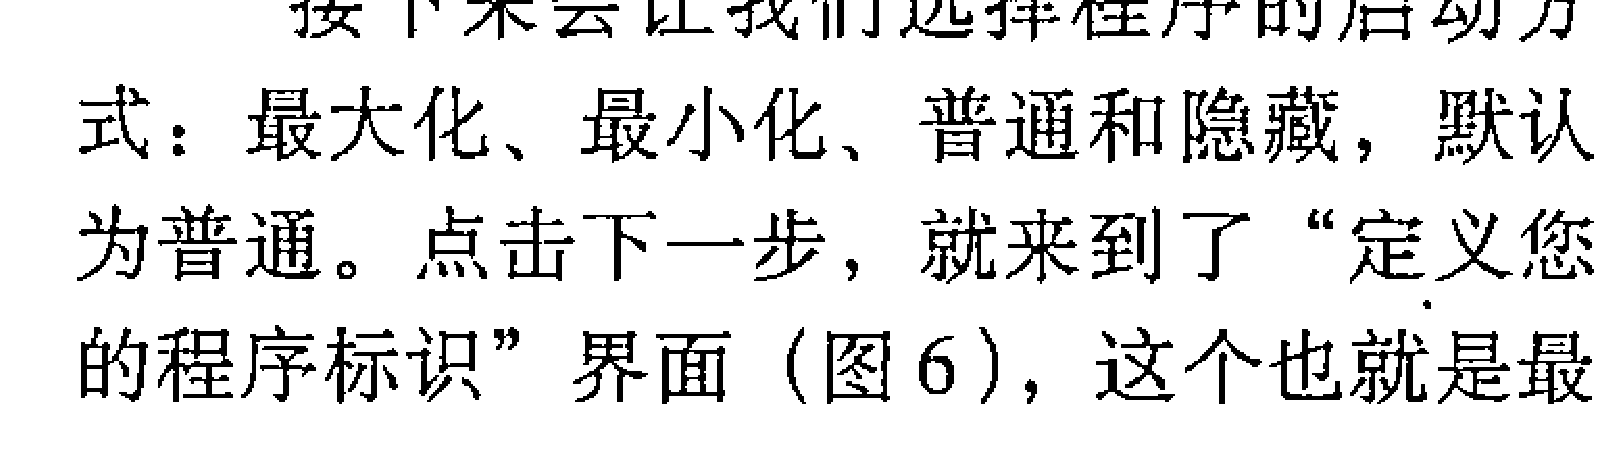 接下来会让我们选择程序的启动方
式：最大化、最小化、普通和隐藏，默认
为普通。点击下一步，就来到了“定义您
的程序标识”界面（图6），这个也就是最